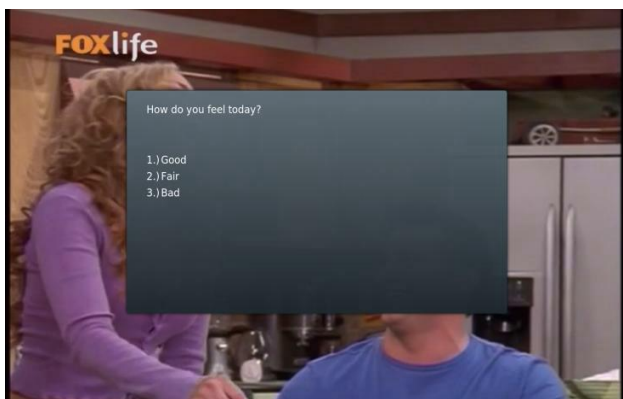 FOXlife
How do you feel today?
1.) Good
2.) Fair
3.) Bad